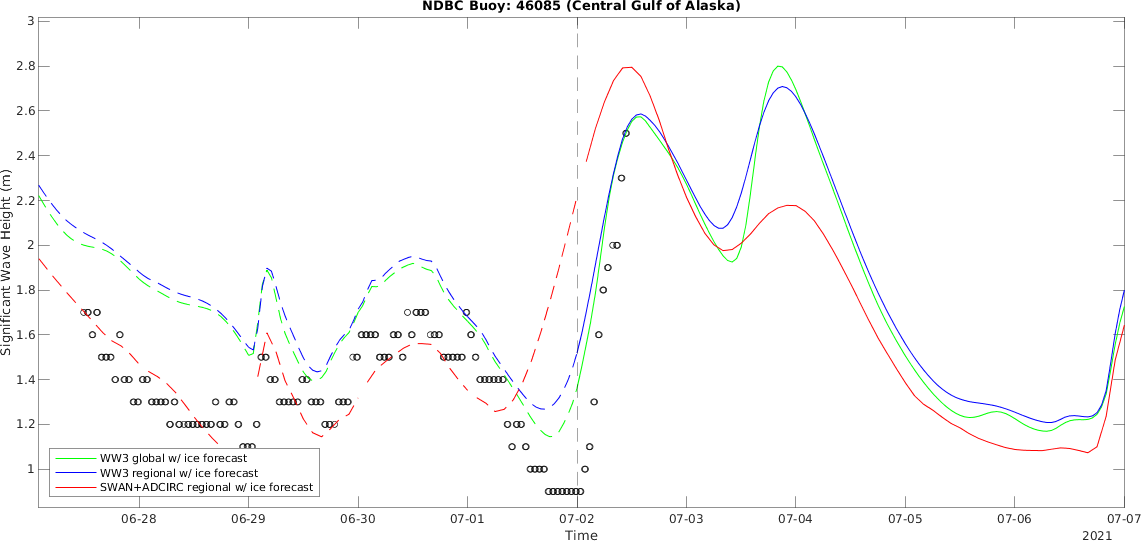 NDBC Buoy: 46085 (Central Gulf of Alaska)
3
2.8
2.6
2.4
2.2
2
1.8
1.6
1.4
1.2
1
Significant Wave Height (m)
WW3 global w/ ice forecast
WW3 regional w/ ice forecast
SWAN+ADCIRC regional w/ ice forecast
06-28 06-29 06-30 07-01 07-02 07-03 07-04 07-05 07-06 07-07
Time
2021